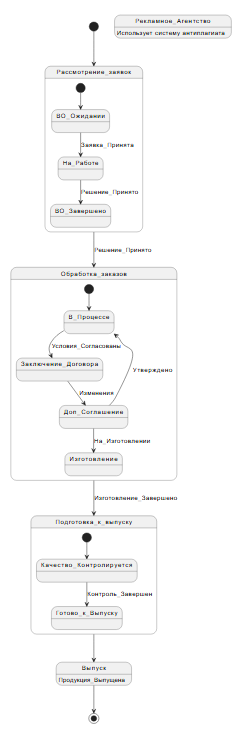 Рекламное_Агентство
Использует систему антиплагиата
Рассмотрение_заявок
ВО_Ожидании
Заявка_Принята
На_Работе
Решение_Принято
ВО_Завершено
Решение_Принято
Обработка_заказов
В_Процессе
Условия_Согласованы
Заключение_Договора
Изменения
Утверждено
Доп_Соглашение
На_Изготовлении
Изготовление
Изготовление_Завершено
Подготовка_к_выпуску
Качество_Контролируется
Контроль_Завершен
Готово_к_Выпуску
Выпуск
Продукция_Выпущена